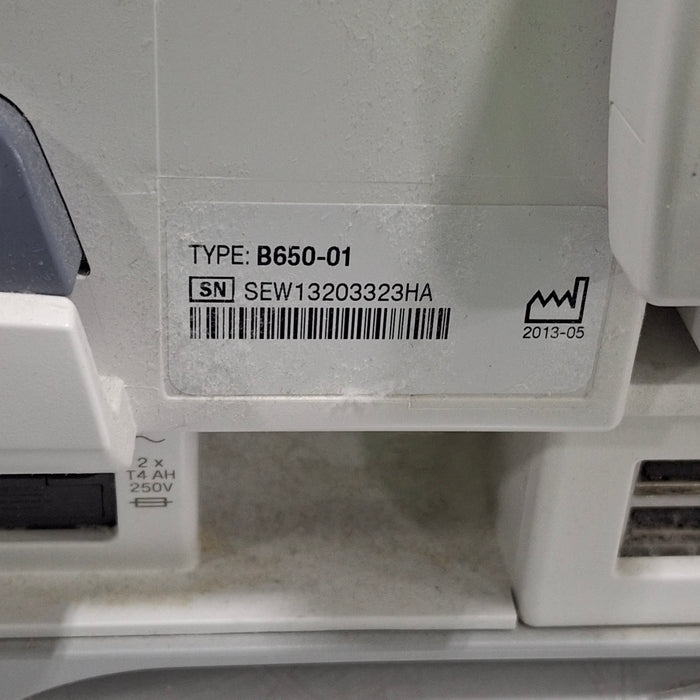 TYPE: B650-01
SN SEW13203323HA
2013-05
2 x
T4 AH
250V